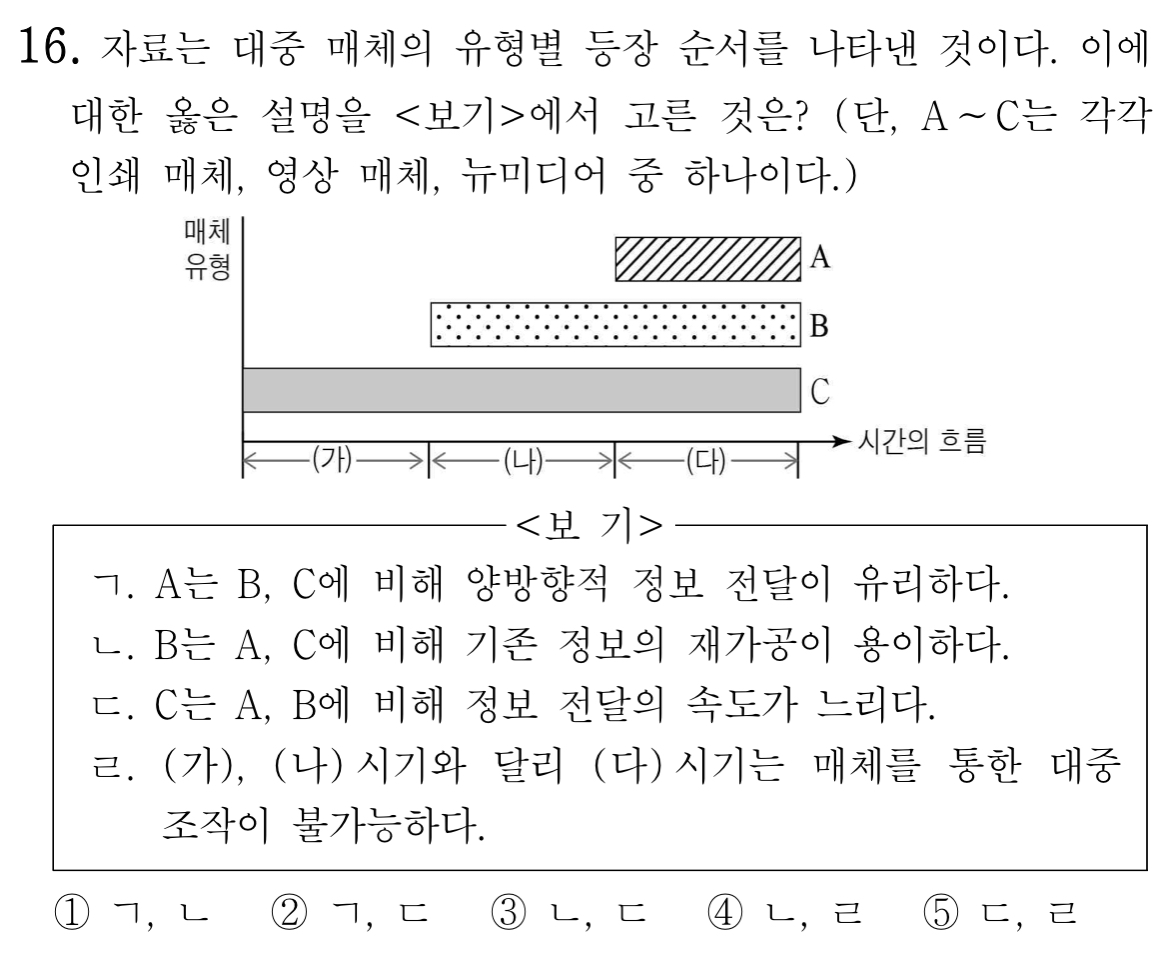 16. 자료는 대중 매체의 유형별 등장 순서를 나타낸 것이다. 이에
대한 옳은 설명을 <보기>에서 고른 것은? (단, A~C는 각각
인쇄 매체, 영상 매체, 뉴미디어 중 하나이다.)
매체
유형
A
B
C
시간의 흐름
(가) (나) (다)
<보 기>
ㄱ. A는 B, C에 비해 양방향적 정보 전달이 유리하다.
ㄴ. B는 A, C에 비해 기존 정보의 재가공이 용이하다.
ㄷ. C는 A, B에 비해 정보 전달의 속도가 느리다.
ㄹ. (가), (나) 시기와 달리 (다) 시기는 매체를 통한 대중
조작이 불가능하다.
① ㄱ, ㄴ ② ㄱ, ㄷ ③ ㄴ, ㄷ ④ ㄴ, ㄹ ⑤ ㄷ, ㄹ